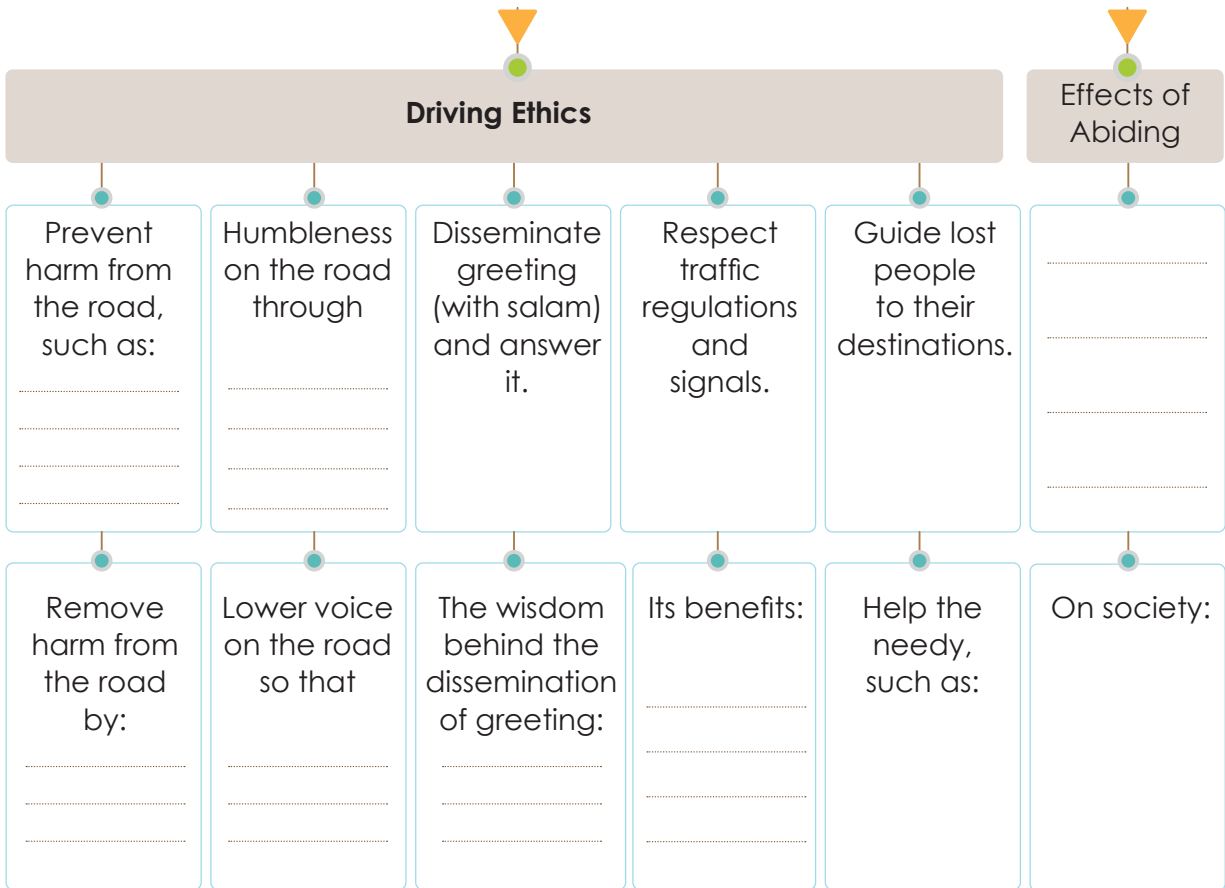 Driving Ethics
Effects of
Abiding
Prevent
harm from
the road,
such as:
Humbleness
on the road
through
Disseminate
greeting
(with salam)
and answer
it.
Respect
traffic
regulations
and
signals.
Guide lost
people
to their
destinations.
Remove
harm from
the road
by:
Lower voice
on the road
so that
The wisdom
behind the
dissemination
of greeting:
Its benefits:
Help the
needy,
such as:
On society: